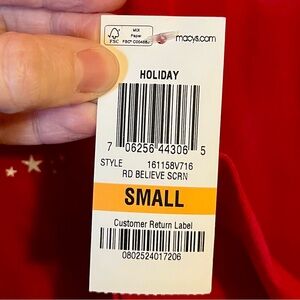 FSC
MIX
Paper
macys.com
HOLIDAY
7 06256 44306 5
STYLE 161158V716
RD BELIEVE SCRN
SMALL
Customer Return Label
0802524017206